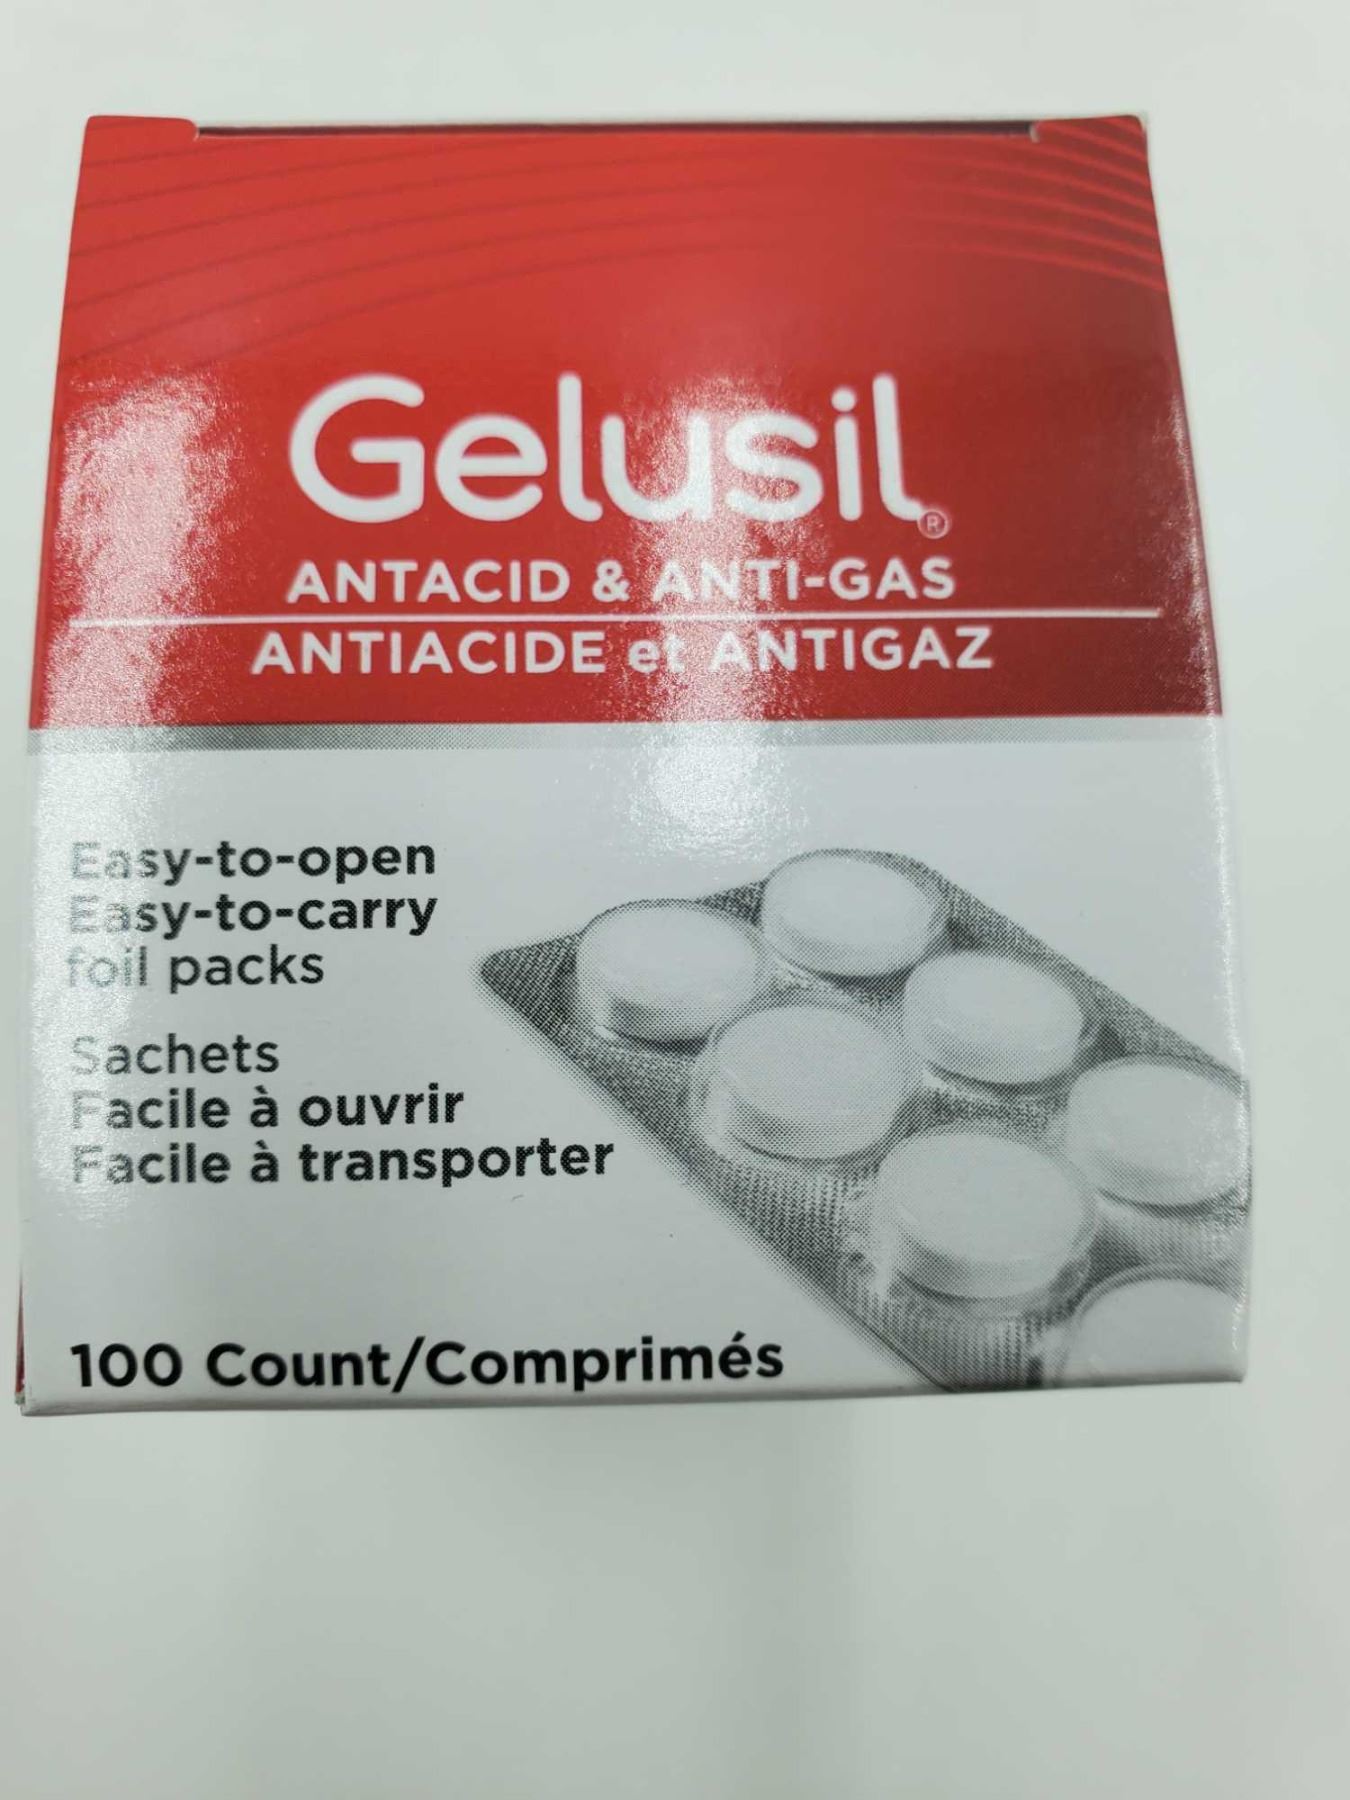 Gelusil®
ANTACID & ANTI-GAS
ANTIACIDE et ANTIGAZ
Easy-to-open
Easy-to-carry
foil packs
Sachets
Facile à ouvrir
Facile à transporter
100 Count/Comprimés